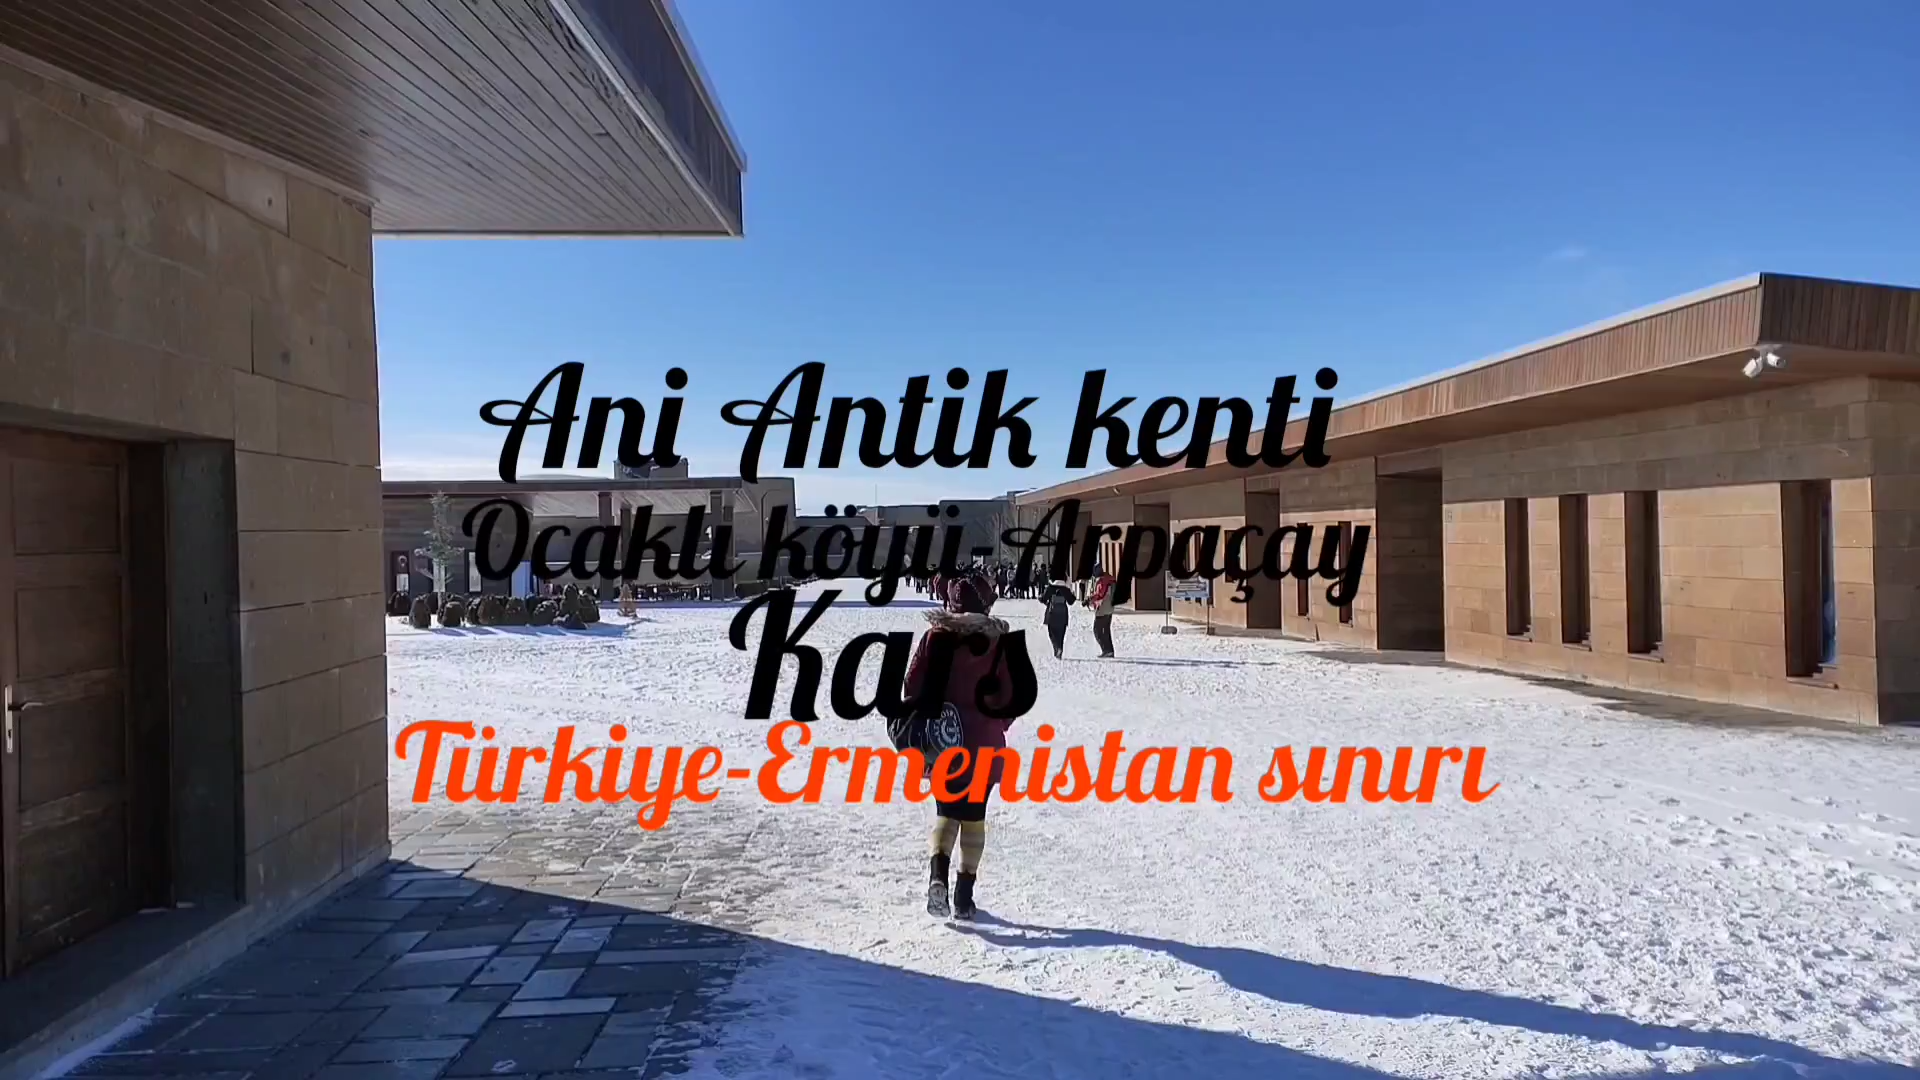 Ani Antik kenti
Ocaklı köyü-Arpaçay
Kars
Türkiye-Ermenistan sınırı